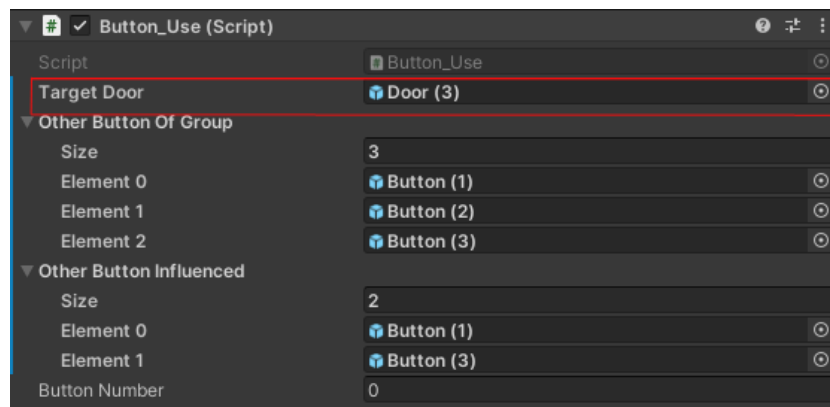 Button_Use (Script)
Script Button_Use
Target Door Door (3)
Other Button Of Group
Size 3
Element 0 Button (1)
Element 1 Button (2)
Element 2 Button (3)
Other Button Influenced
Size 2
Element 0 Button (1)
Element 1 Button (3)
Button Number 0